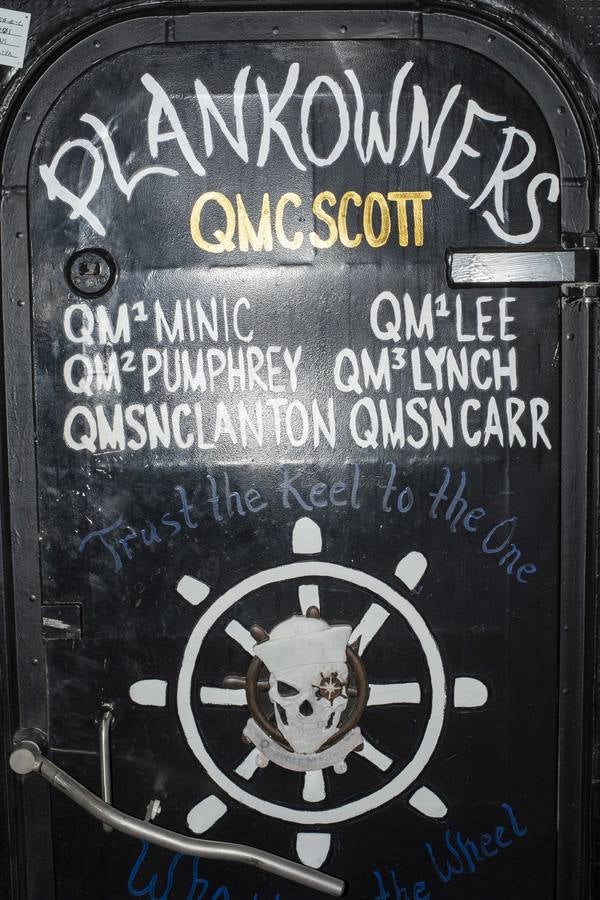 PLANKOWNERS
QMC SCOTT
QM1 MINIC QM1 LEE
QM2 PUMPHREY QM3 LYNCH
QMSN CLANTON QMSN CARR
Trust the Keel to the One
the Wheel